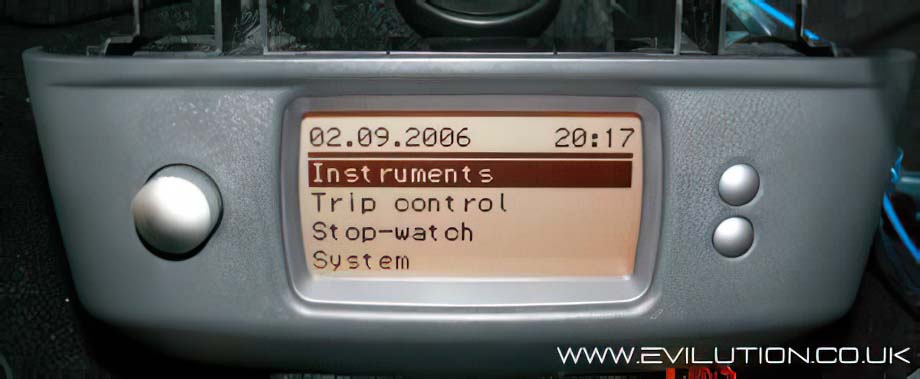 02.09.2006 20:17
Instruments
Trip control
Stop-watch
System
WWW.EVILUTION.CO.UK